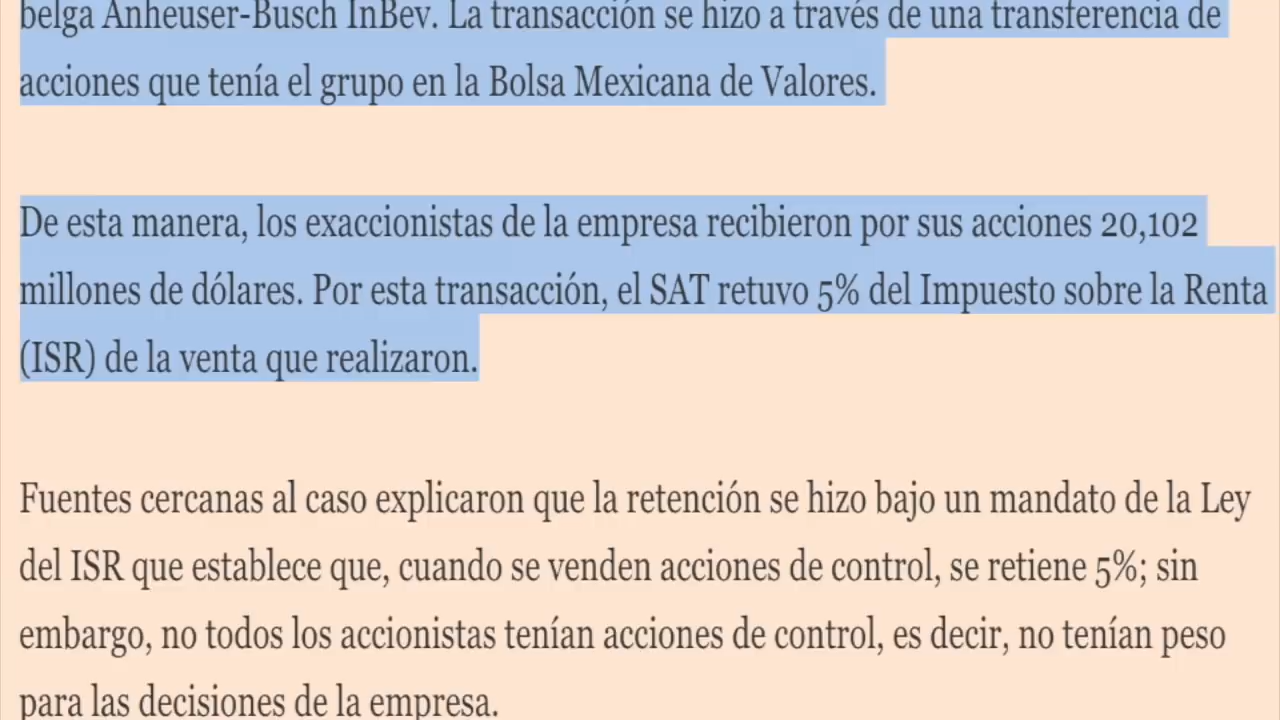 belga Anheuser-Busch InBev. La transacción se hizo a través de una transferencia de
acciones que tenía el grupo en la Bolsa Mexicana de Valores.
De esta manera, los exaccionistas de la empresa recibieron por sus acciones 20,102
millones de dólares. Por esta transacción, el SAT retuvo 5% del Impuesto sobre la Renta
(ISR) de la venta que realizaron.
Fuentes cercanas al caso explicaron que la retención se hizo bajo un mandato de la Ley
del ISR que establece que, cuando se venden acciones de control, se retiene 5%; sin
embargo, no todos los accionistas tenían acciones de control, es decir, no tenían peso
para las decisiones de la empresa.